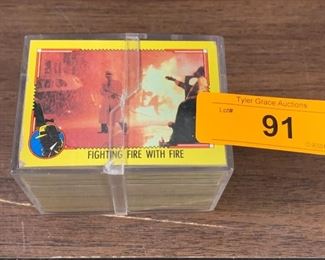 Tyler Grace Auctions
Lot#
91
FIGHTING FIRE WITH FIRE